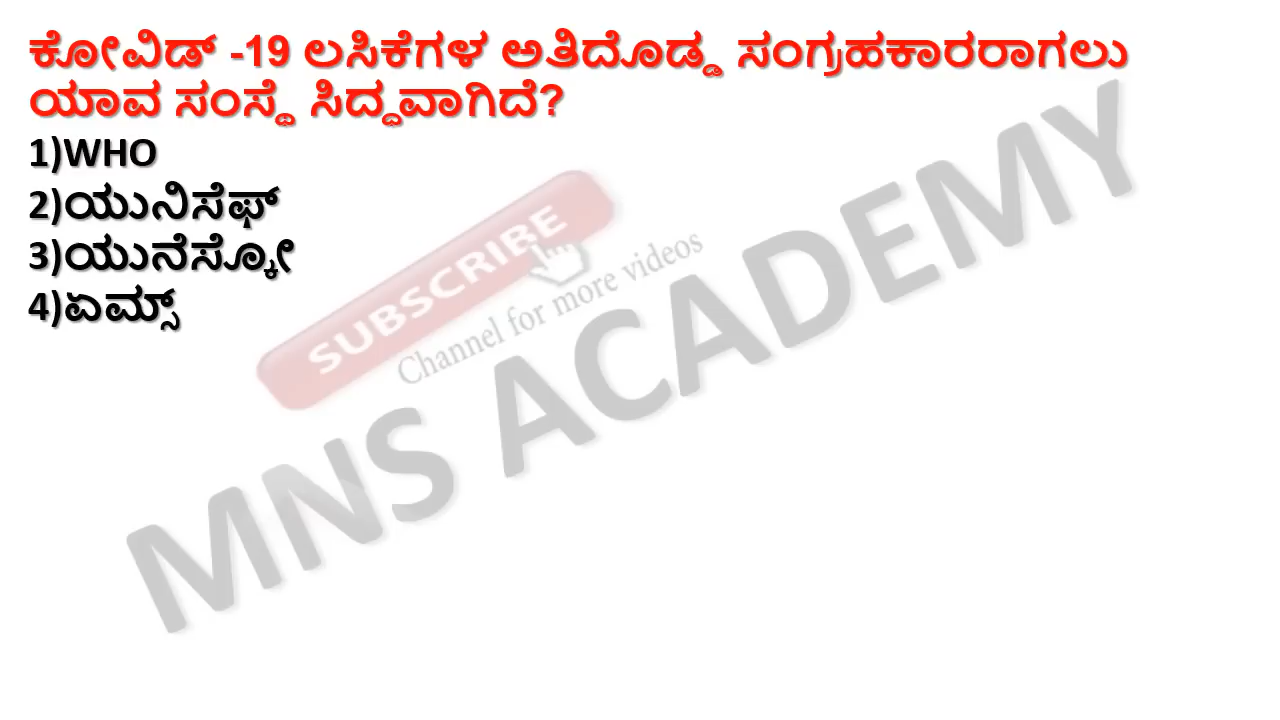 ಕೋವಿಡ್ -19 ಲಸಿಕೆಗಳ ಅತಿದೊಡ್ಡ ಸಂಗ್ರಹಕಾರರಾಗಲು
ಯಾವ ಸಂಸ್ಥೆ ಸಿದ್ಧವಾಗಿದೆ?
1)WHO
2)ಯುನಿಸೆಫ್
3)ಯುನೆಸ್ಕೋ
4)ಏಮ್ಸ್
SUBSCRIBE
Channel for more videos
MNS ACADEMY